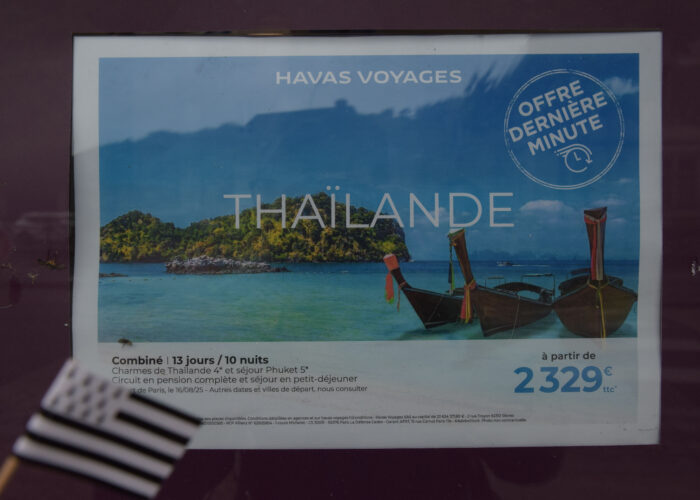 HAVAS VOYAGES
OFFRE
DERNIÈRE
MINUTE
THAÏLANDE
Combiné | 13 jours / 10 nuits
Charmes de Thaïlande 4* et séjour Phuket 5*
Circuit en pension complète et séjour en petit-déjeuner
de Paris, le 16/08/25 - Autres dates et villes de départ, nous consulter
à partir de
2 329€
ttc*